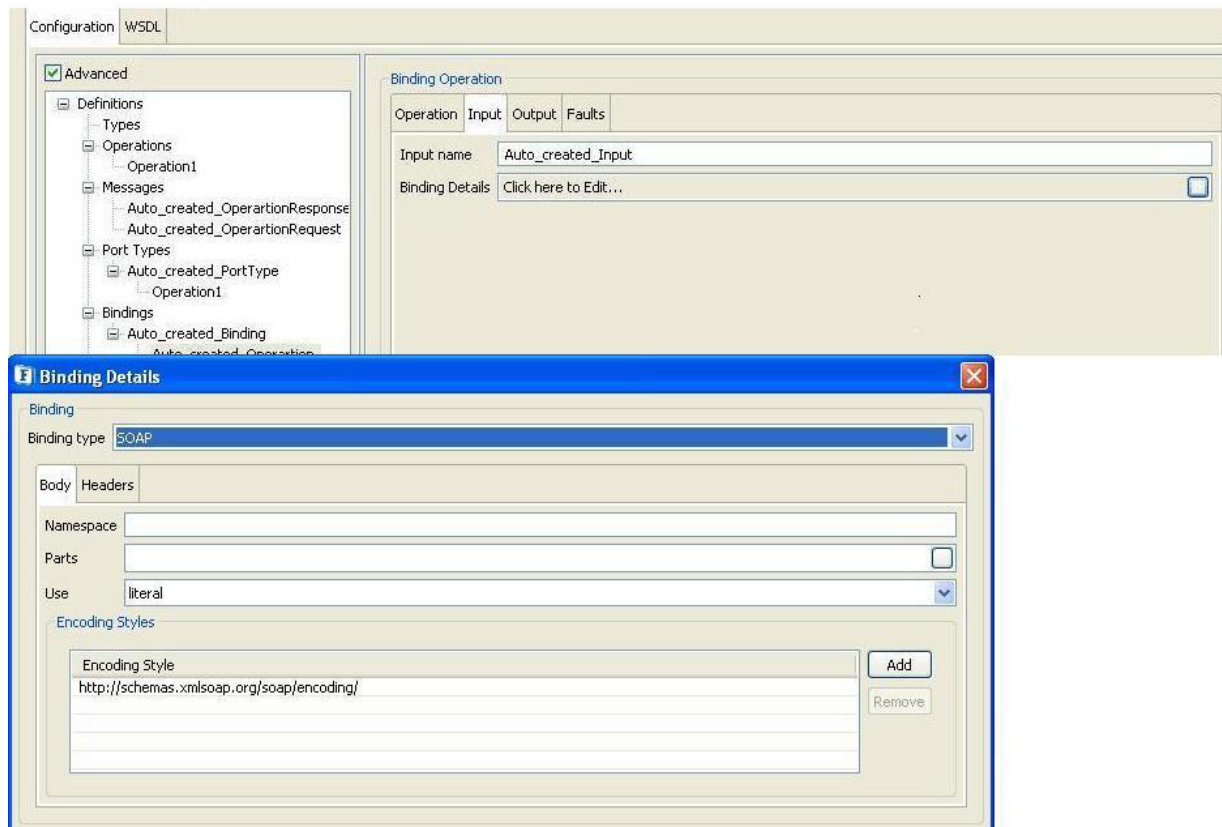 Configuration WSDL
Advanced
Definitions
Types
Operations
Operation1
Messages
Auto_created_OperartionResponse
Auto_created_OperartionRequest
Port Types
Auto_created_PortType
Operation1
Bindings
Auto_created_Binding
Auto_created_Operartion
Binding Operation
Operation Input Output Faults
Input name Auto_created_Input
Binding Details Click here to Edit...
Binding Details
Binding
Binding type SOAP
Body Headers
Namespace
Parts
Use literal
Encoding Styles
Encoding Style
http://schemas.xmlsoap.org/soap/encoding/
Add
Remove